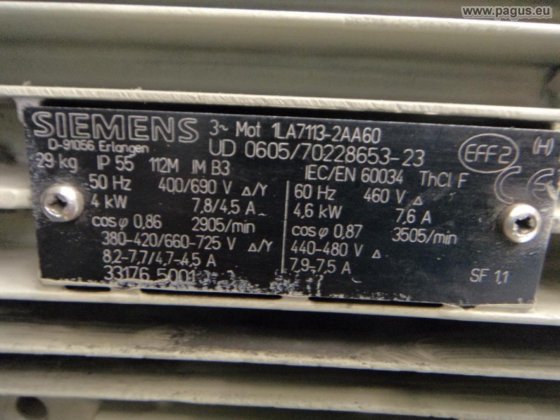 www.pagus.eu
SIEMENS 3~ Mot 1LA7113-2AA60 (H)
D-91056 Erlangen UD 0605/70228653-23 EFF2
29 kg IP 55 112M IM B3 IEC/EN 60034 ThCl F CE
50 Hz 400/690 V Δ/Y 60 Hz 460 V Δ
4 kW 7,8/4,5 A 4,6 kW 7,6 A
cos φ 0,86 2905/min cos φ 0,87 3505/min
380-420/660-725 V Δ/Y 440-480 V Δ
8,2-7,7/4,7-4,5 A 7,9-7,5 A SF 1,1
33176 5001